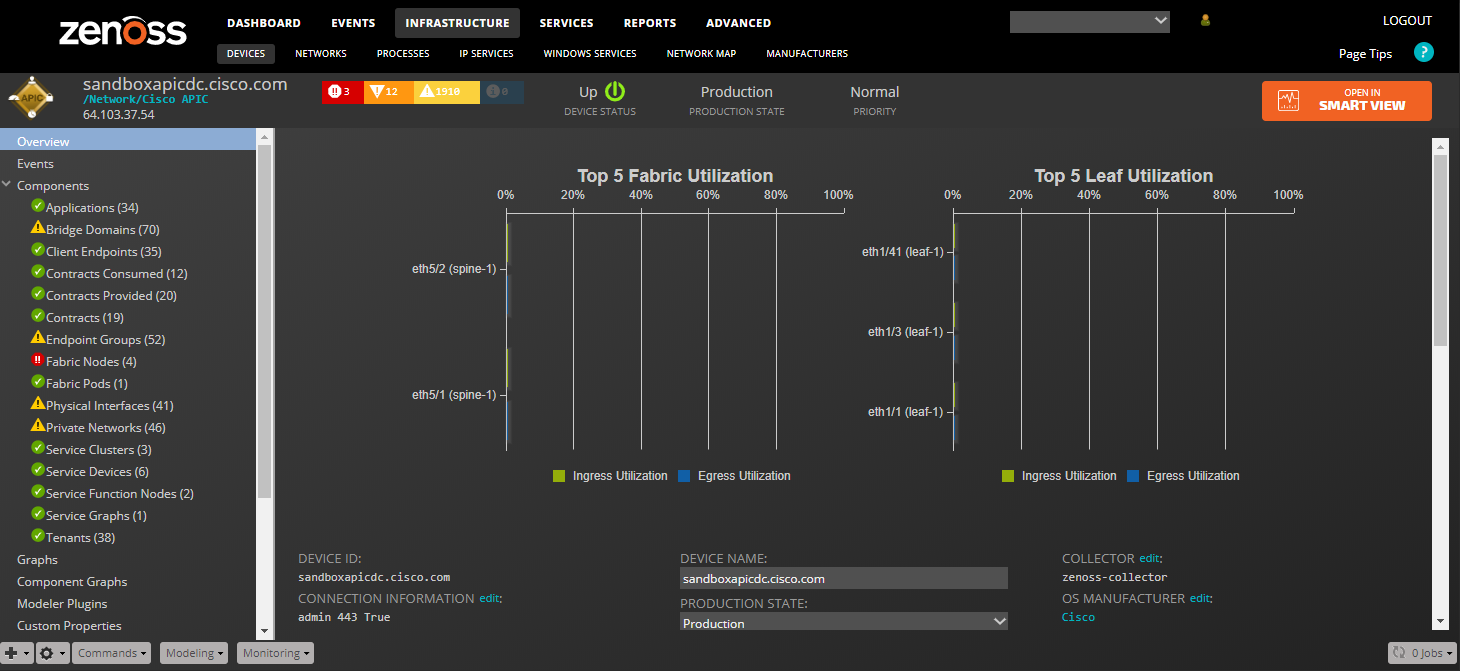 zenoss
DASHBOARD EVENTS INFRASTRUCTURE SERVICES REPORTS ADVANCED
LOGOUT
DEVICES NETWORKS PROCESSES IP SERVICES WINDOWS SERVICES NETWORK MAP MANUFACTURERS
Page Tips ?
APIC
sandboxapicdc.cisco.com
/Network/Cisco APIC
64.103.37.54
3 12 1910 0
Up
DEVICE STATUS
Production
PRODUCTION STATE
Normal
PRIORITY
OPEN IN
SMART VIEW
Overview
Events
Components
Applications (34)
Bridge Domains (70)
Client Endpoints (35)
Contracts Consumed (12)
Contracts Provided (20)
Contracts (19)
Endpoint Groups (52)
Fabric Nodes (4)
Fabric Pods (1)
Physical Interfaces (41)
Private Networks (46)
Service Clusters (3)
Service Devices (6)
Service Function Nodes (2)
Service Graphs (1)
Tenants (38)
Graphs
Component Graphs
Modeler Plugins
Custom Properties
Top 5 Fabric Utilization
0% 20% 40% 60% 80% 100%
eth5/2 (spine-1)
eth5/1 (spine-1)
Ingress Utilization Egress Utilization
Top 5 Leaf Utilization
0% 20% 40% 60% 80% 100%
eth1/41 (leaf-1)
eth1/3 (leaf-1)
eth1/1 (leaf-1)
Ingress Utilization Egress Utilization
DEVICE ID:
sandboxapicdc.cisco.com
CONNECTION INFORMATION edit:
admin 443 True
DEVICE NAME:
sandboxapicdc.cisco.com
PRODUCTION STATE:
Production
COLLECTOR edit:
zenoss-collector
OS MANUFACTURER edit:
Cisco
Commands Modeling Monitoring
0 Jobs